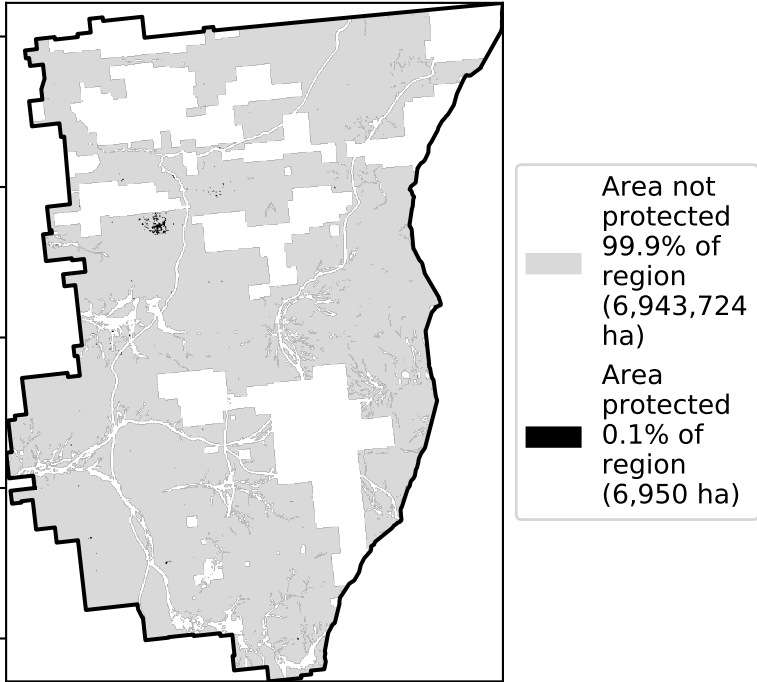 Area not
protected
99.9% of
region
(6,943,724
ha)
Area
protected
0.1% of
region
(6,950 ha)